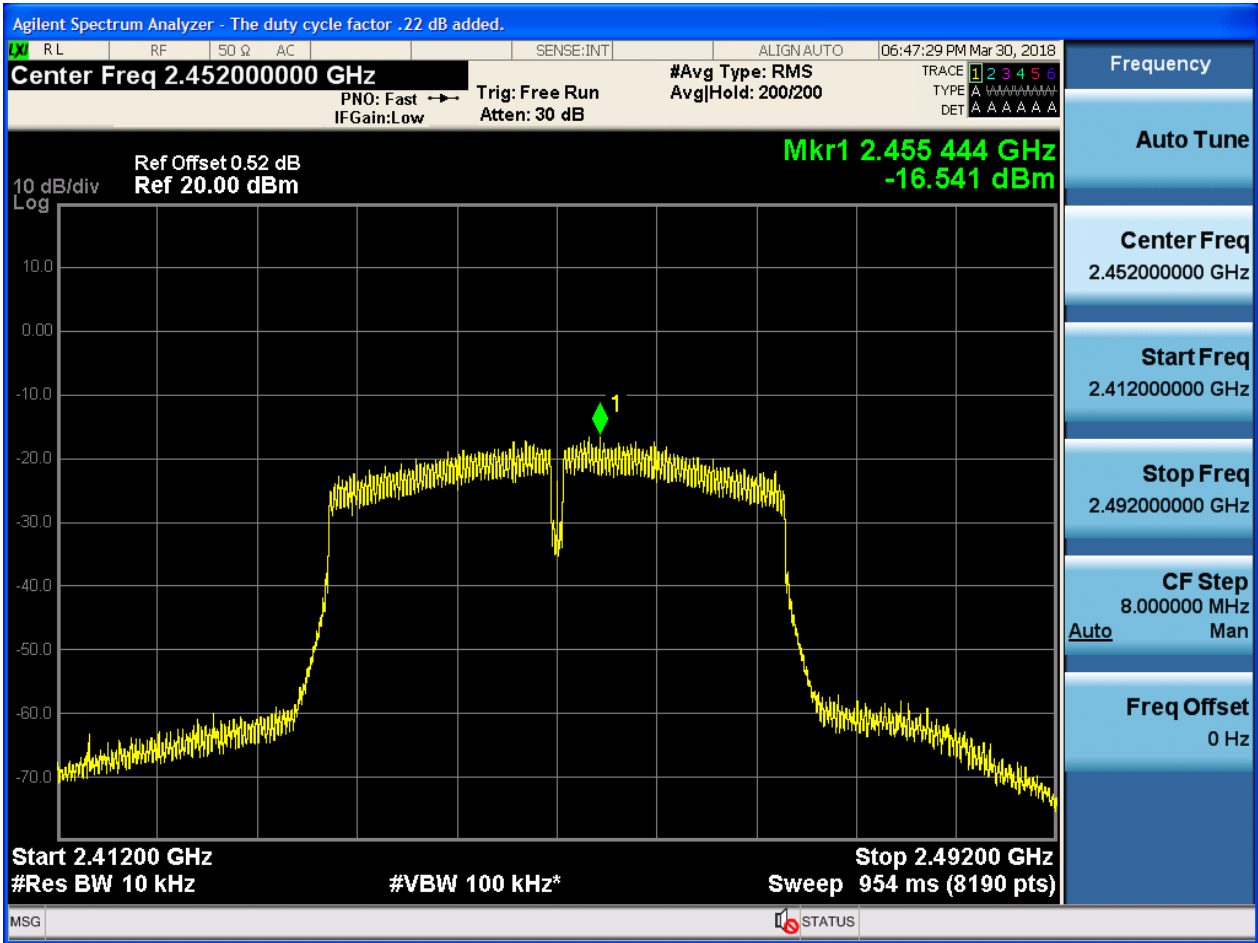 Agilent Spectrum Analyzer - The duty cycle factor .22 dB added.
LXI RL RF 50 Ω AC SENSE:INT ALIGN AUTO 06:47:29 PM Mar 30, 2018
Center Freq 2.452000000 GHz
PNO: Fast
IFGain:Low
Trig: Free Run
Atten: 30 dB
#Avg Type: RMS
Avg|Hold: 200/200
TRACE 1 2 3 4 5 6
TYPE A WWWWW
DET A A A A A A
Mkr1 2.455 444 GHz
-16.541 dBm
Ref Offset 0.52 dB
10 dB/div Ref 20.00 dBm
Log
10.0
0.00
-10.0
-20.0
-30.0
-40.0
-50.0
-60.0
-70.0
1
Start 2.41200 GHz Stop 2.49200 GHz
#Res BW 10 kHz #VBW 100 kHz* Sweep 954 ms (8190 pts)
MSG STATUS
Frequency
Auto Tune
Center Freq
2.452000000 GHz
Start Freq
2.412000000 GHz
Stop Freq
2.492000000 GHz
CF Step
8.000000 MHz
Auto Man
Freq Offset
0 Hz